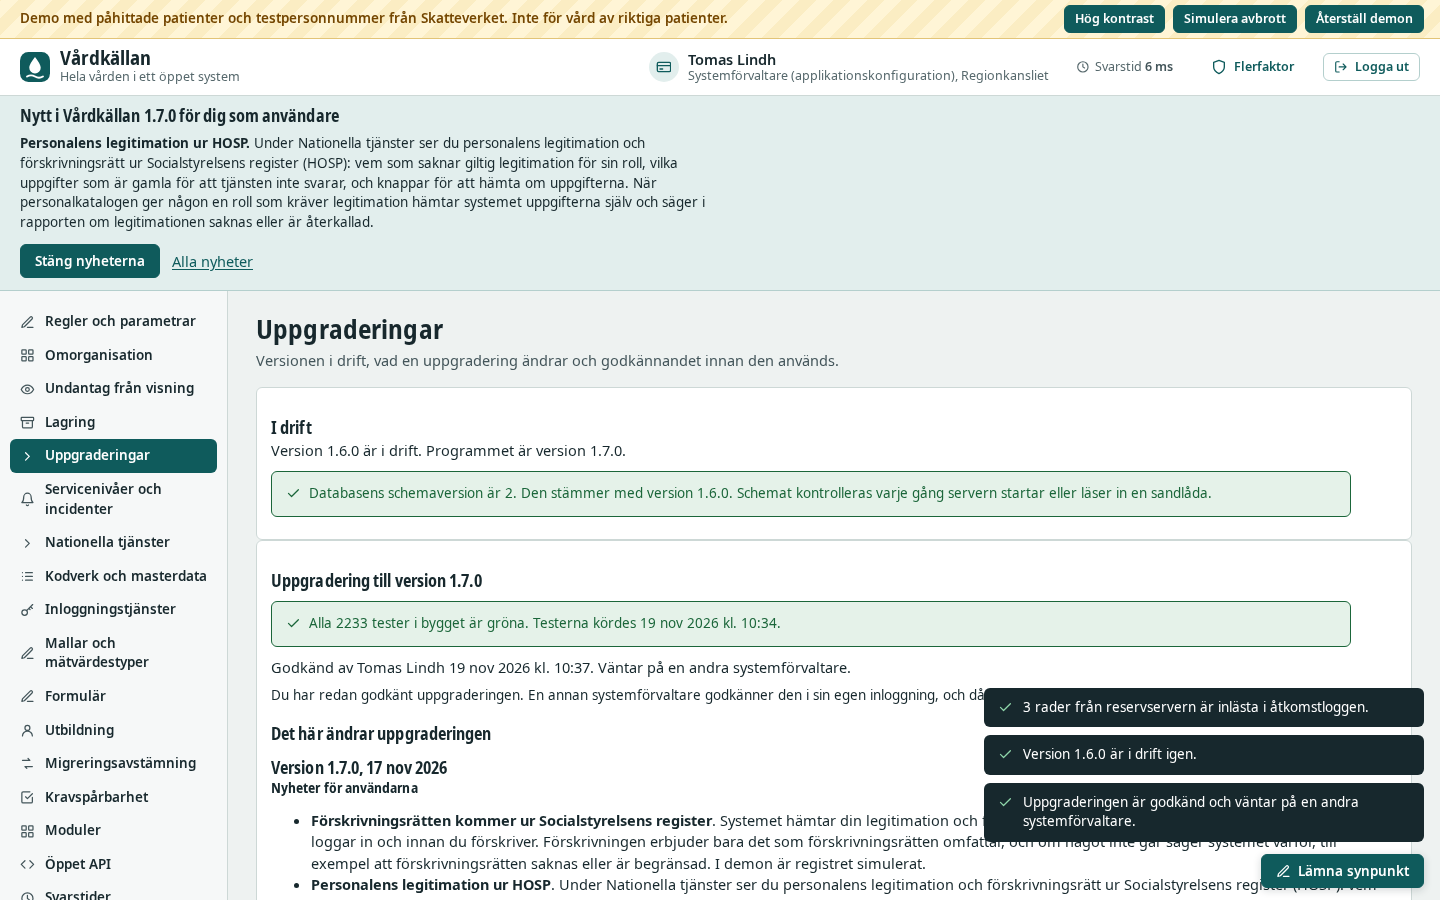 Demo med påhittade patienter och testpersonnummer från Skatteverket. Inte för vård av riktiga patienter.
Hög kontrast
Simulera avbrott
Återställ demon
Vårdkällan
Hela vården i ett öppet system
Tomas Lindh
Systemförvaltare (applikationskonfiguration), Regionkansliet
Svarstid 6 ms
Flerfaktor
Logga ut
Nytt i Vårdkällan 1.7.0 för dig som användare
Personalens legitimation ur HOSP. Under Nationella tjänster ser du personalens legitimation och
förskrivningsrätt ur Socialstyrelsens register (HOSP): vem som saknar giltig legitimation för sin roll, vilka
uppgifter som är gamla för att tjänsten inte svarar, och knappar för att hämta om uppgifterna. När
personalkatalogen ger någon en roll som kräver legitimation hämtar systemet uppgifterna själv och säger i
rapporten om legitimationen saknas eller är återkallad.
Stäng nyheterna
Alla nyheter
Regler och parametrar
Omorganisation
Undantag från visning
Lagring
Uppgraderingar
Servicenivåer och
incidenter
Nationella tjänster
Kodverk och masterdata
Inloggningstjänster
Mallar och
mätvärdestyper
Formulär
Utbildning
Migreringsavstämning
Kravspårbarhet
Moduler
Öppet API
Svarstider
Uppgraderingar
Versionen i drift, vad en uppgradering ändrar och godkännandet innan den används.
I drift
Version 1.6.0 är i drift. Programmet är version 1.7.0.
Databasens schemaversion är 2. Den stämmer med version 1.6.0. Schemat kontrolleras varje gång servern startar eller läser in en sandlåda.
Uppgradering till version 1.7.0
Alla 2233 tester i bygget är gröna. Testerna kördes 19 nov 2026 kl. 10:34.
Godkänd av Tomas Lindh 19 nov 2026 kl. 10:37. Väntar på en andra systemförvaltare.
Du har redan godkänt uppgraderingen. En annan systemförvaltare godkänner den i sin egen inloggning, och då
Det här ändrar uppgraderingen
Version 1.7.0, 17 nov 2026
Nyheter för användarna
Förskrivningsrätten kommer ur Socialstyrelsens register. Systemet hämtar din legitimation och
loggar in och innan du förskriver. Förskrivningen erbjuder bara det som förskrivningsrätten omfattar, och om något inte går säger systemet varför, till
exempel att förskrivningsrätten saknas eller är begränsad. I demon är registret simulerat.
Personalens legitimation ur HOSP. Under Nationella tjänster ser du personalens legitimation och förskrivningsrätt ur Socialstyrelsens register (HOSP): vem
3 rader från reservservern är inlästa i åtkomstloggen.
Version 1.6.0 är i drift igen.
Uppgraderingen är godkänd och väntar på en andra
systemförvaltare.
Lämna synpunkt